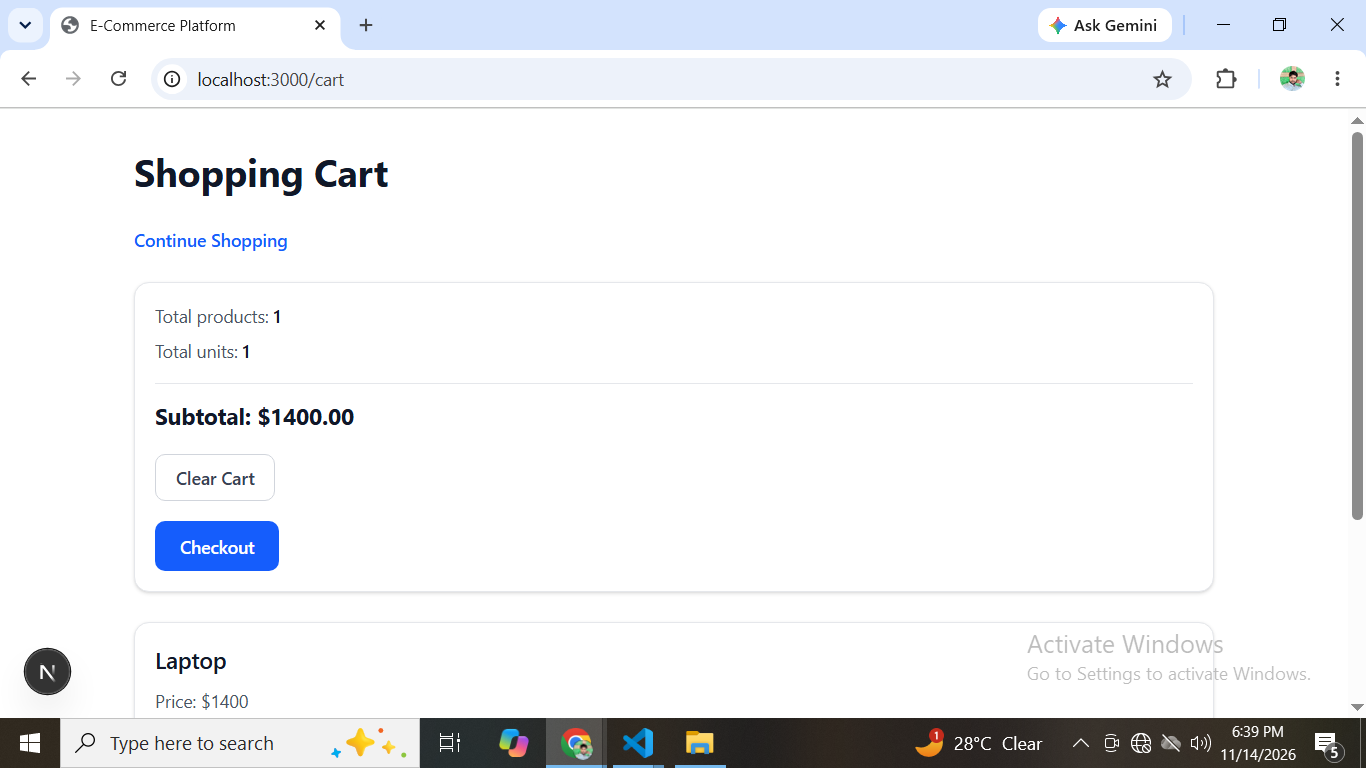 E-Commerce Platform
Ask Gemini
localhost:3000/cart
Shopping Cart
Continue Shopping
Total products: 1
Total units: 1
Subtotal: $1400.00
Clear Cart
Checkout
Laptop
Price: $1400
N
Activate Windows
Go to Settings to activate Windows.
Type here to search
1
28°C Clear
6:39 PM
11/14/2026
5